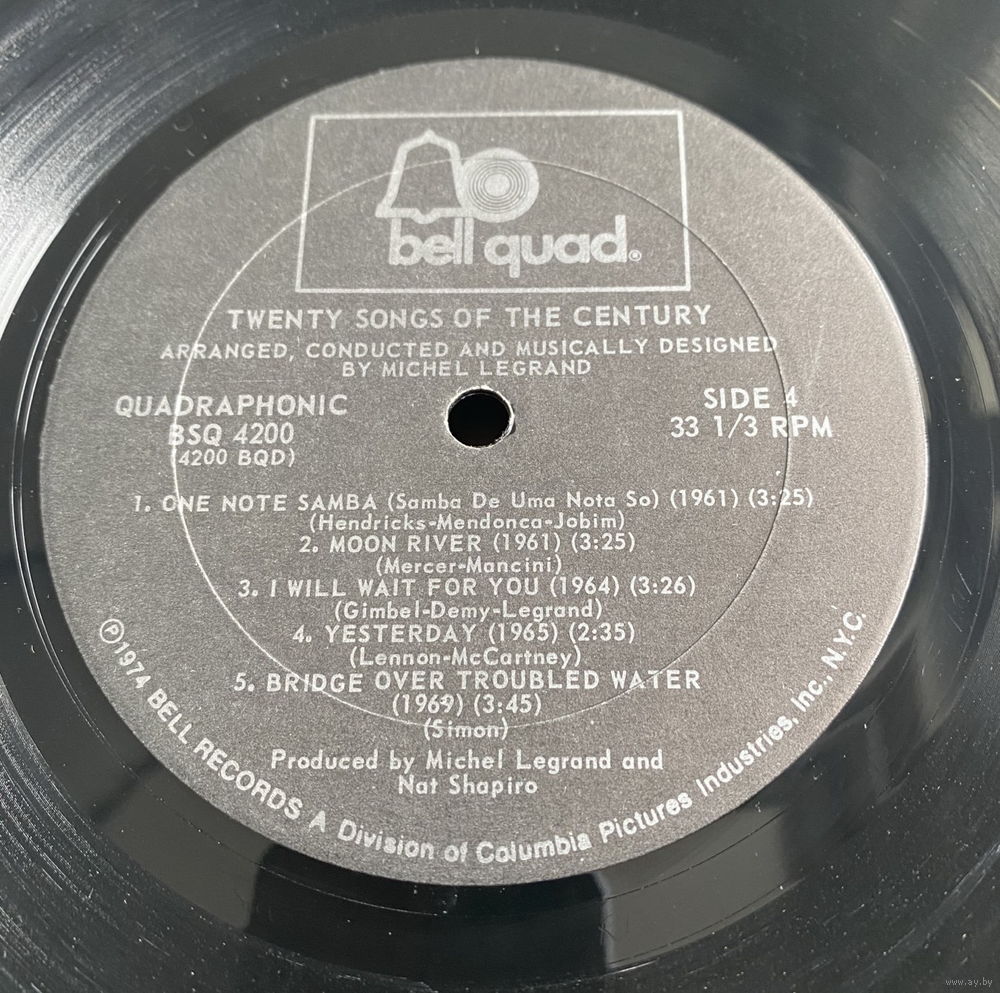 bell quad®
TWENTY SONGS OF THE CENTURY
ARRANGED, CONDUCTED AND MUSICALLY DESIGNED
BY MICHEL LEGRAND
QUADRAPHONIC
BSQ 4200
(4200 BQD)
SIDE 4
33 1/3 RPM
1. ONE NOTE SAMBA (Samba De Uma Nota So) (1961) (3:25)
(Hendricks-Mendonca-Jobim)
2. MOON RIVER (1961) (3:25)
(Mercer-Mancini)
3. I WILL WAIT FOR YOU (1964) (3:26)
(Gimbel-Demy-Legrand)
4. YESTERDAY (1965) (2:35)
(Lennon-McCartney)
5. BRIDGE OVER TROUBLED WATER
(1969) (3:45)
(Simon)
Produced by Michel Legrand and
Nat Shapiro
℗1974 BELL RECORDS A Division of Columbia Pictures Industries, Inc., N.Y.C.
www.ay.by